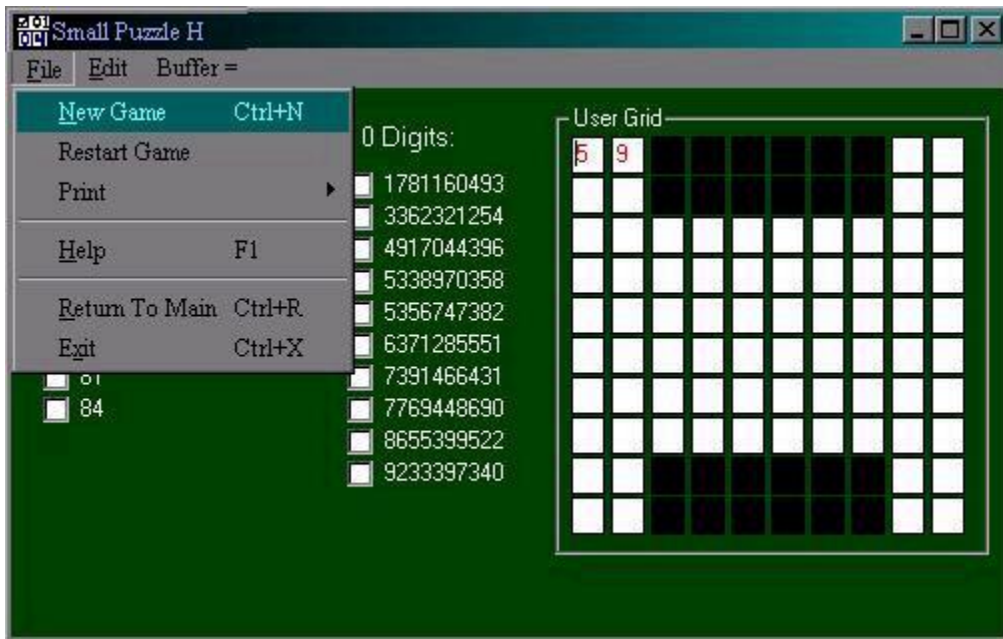 Small Puzzle H
File Edit Buffer =
New Game Ctrl+N
Restart Game
Print
Help F1
Return To Main Ctrl+R
Exit Ctrl+X
84
0 Digits:
1781160493
3362321254
4917044396
5338970358
5356747382
6371285551
7391466431
7769448690
8655399522
9233397340
User Grid
5 9